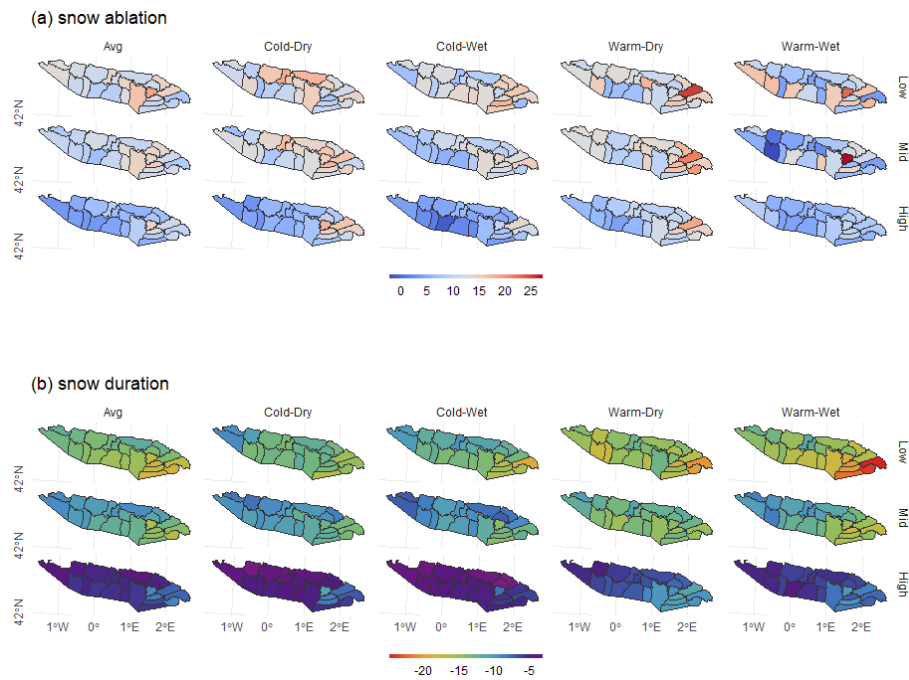 (a) snow ablation
Avg Cold-Dry Cold-Wet Warm-Dry Warm-Wet
Low
42°N
Mid
42°N
High
42°N
0 5 10 15 20 25
(b) snow duration
Avg Cold-Dry Cold-Wet Warm-Dry Warm-Wet
Low
42°N
Mid
42°N
High
42°N
1°W 0° 1°E 2°E 1°W 0° 1°E 2°E 1°W 0° 1°E 2°E 1°W 0° 1°E 2°E 1°W 0° 1°E 2°E
-20 -15 -10 -5